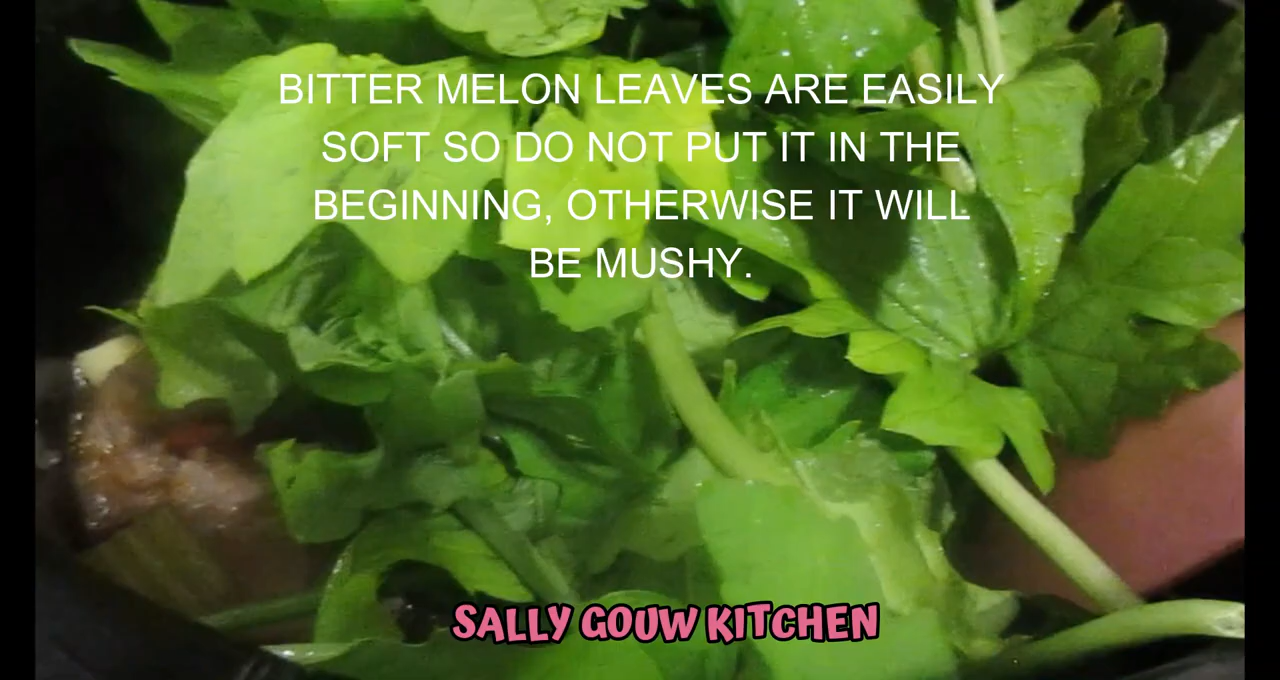 BITTER MELON LEAVES ARE EASILY
SOFT SO DO NOT PUT IT IN THE
BEGINNING, OTHERWISE IT WILL
BE MUSHY.
SALLY GOUW KITCHEN